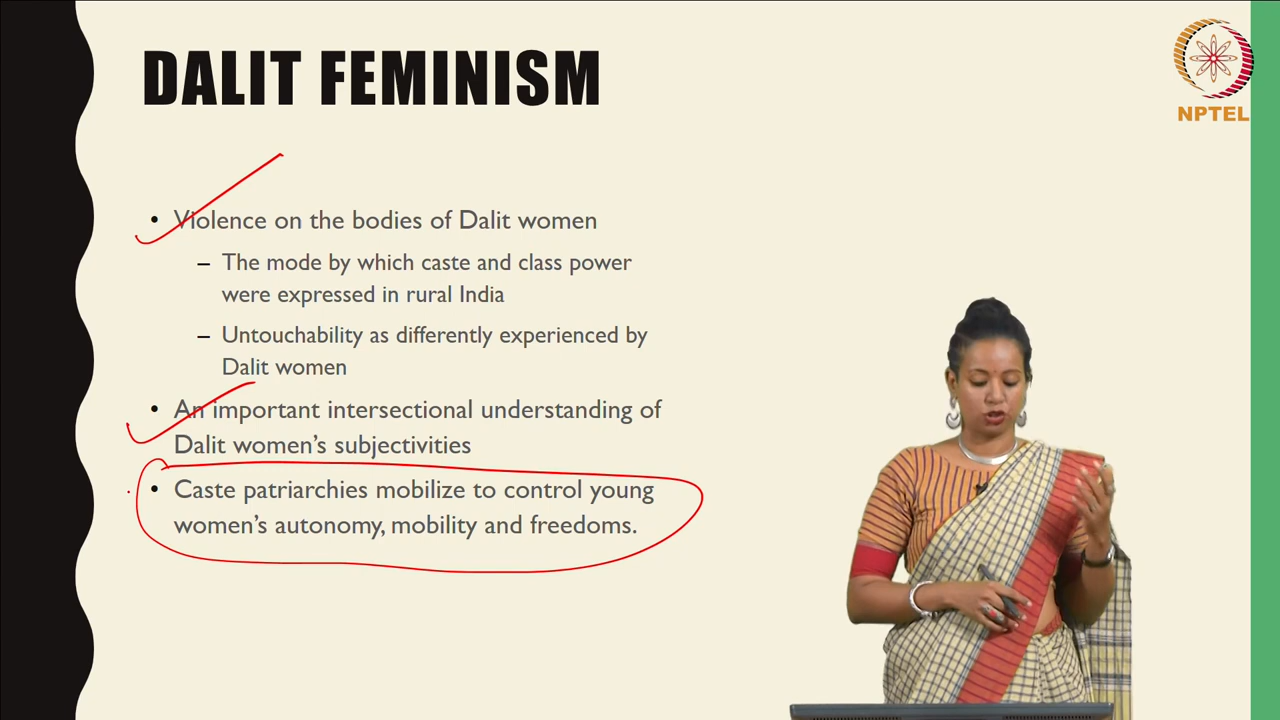 DALIT FEMINISM
NPTEL
• Violence on the bodies of Dalit women
– The mode by which caste and class power
were expressed in rural India
– Untouchability as differently experienced by
Dalit women
• An important intersectional understanding of
Dalit women’s subjectivities
• Caste patriarchies mobilize to control young
women’s autonomy, mobility and freedoms.